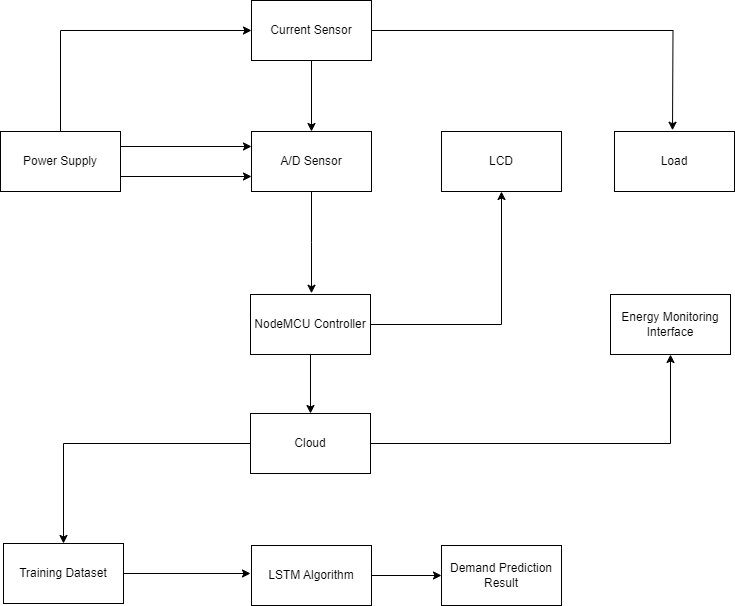 Current Sensor
Power Supply
A/D Sensor
LCD
Load
NodeMCU Controller
Energy Monitoring
Interface
Cloud
Training Dataset
LSTM Algorithm
Demand Prediction
Result